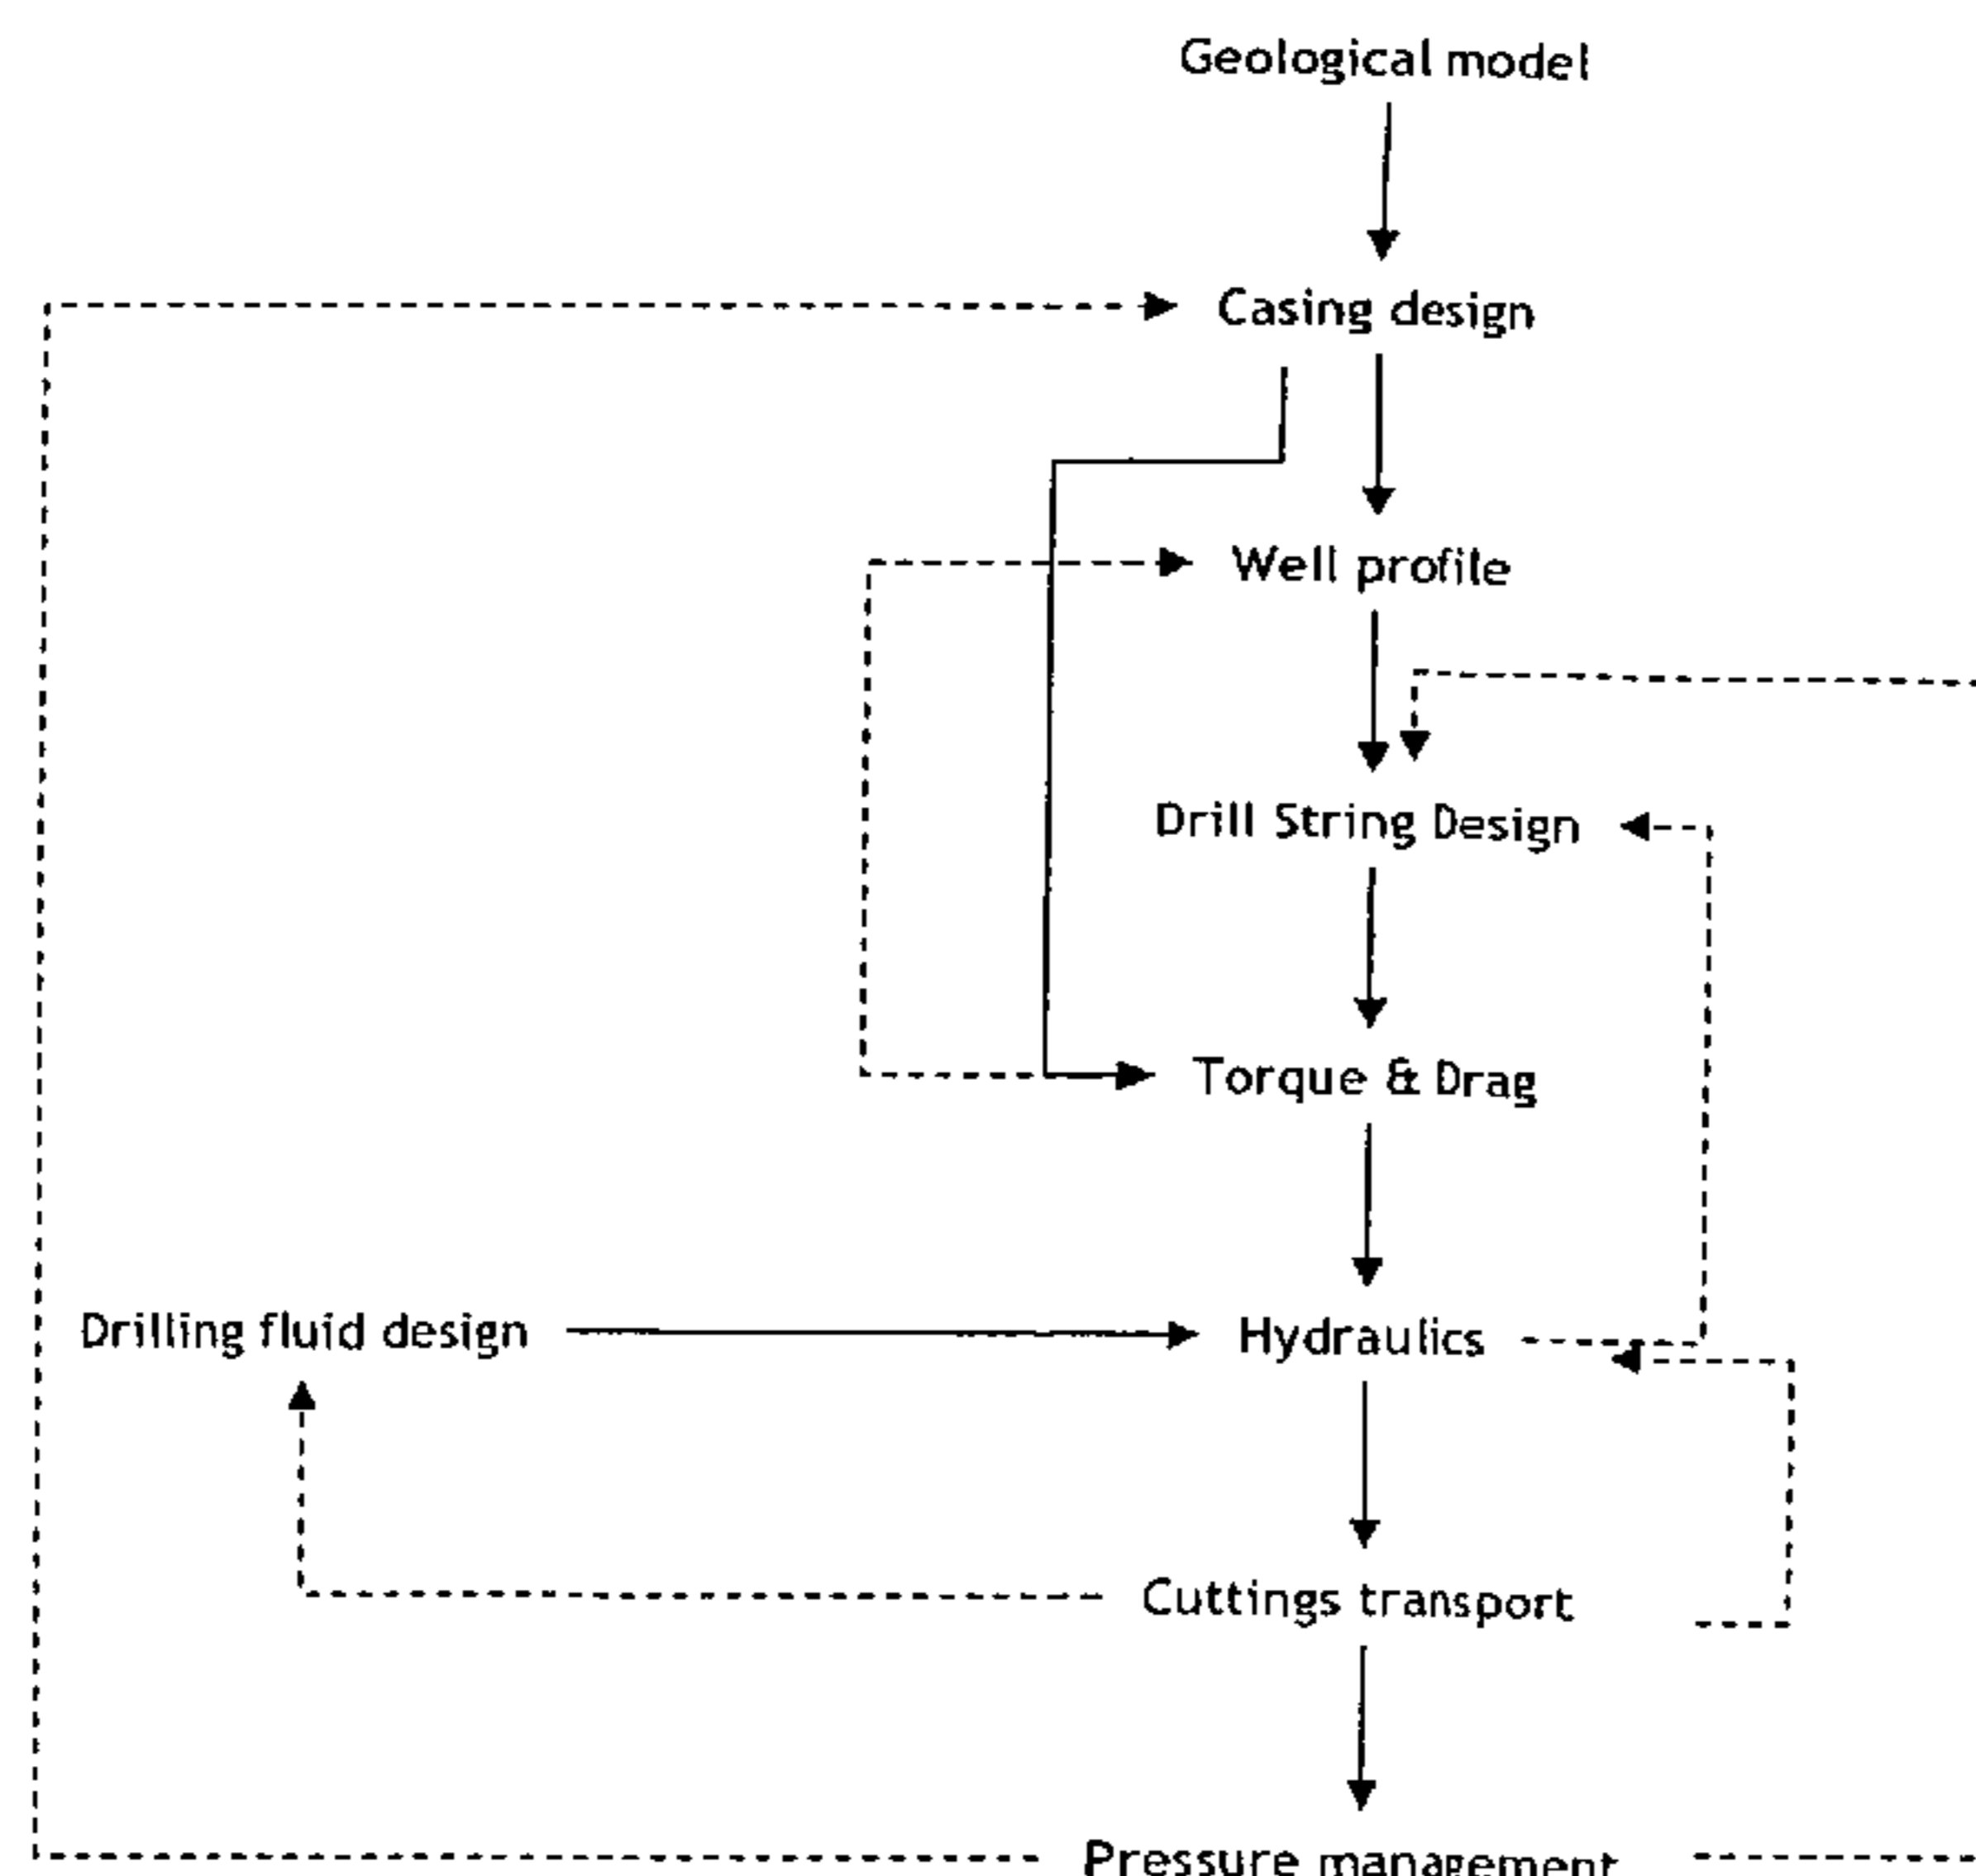 Geological model
Casing design
Well profile
Drill String Design
Torque & Drag
Drilling fluid design
Hydraulics
Cuttings transport
Pressure management